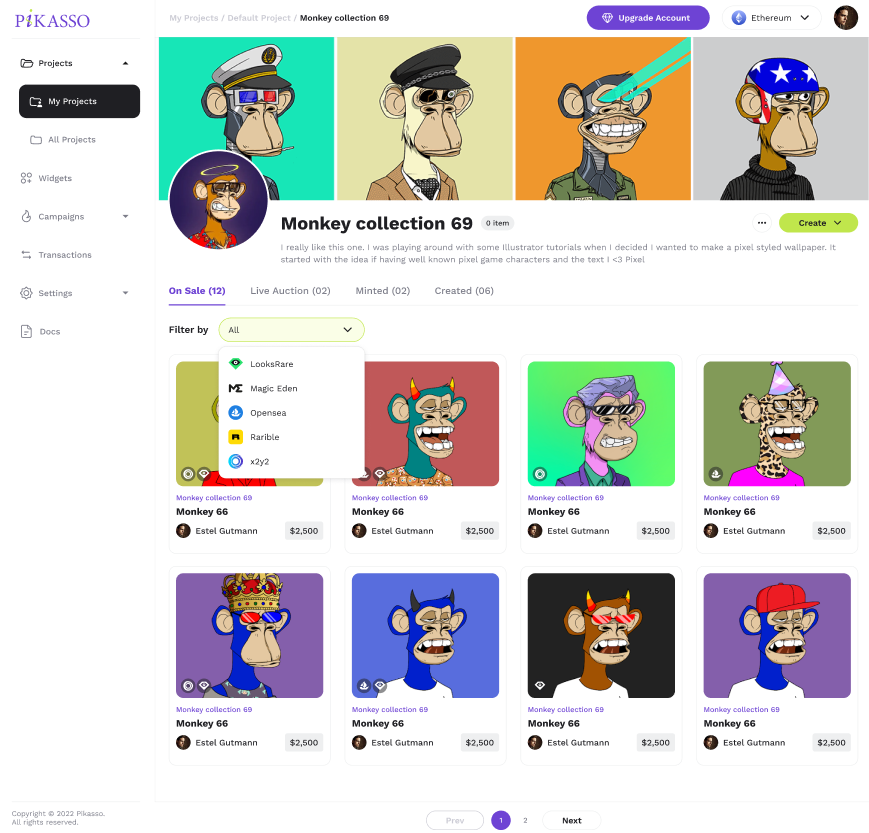 PiKASSO
My Projects / Default Project / Monkey collection 69
Upgrade Account
Ethereum
Projects
My Projects
All Projects
Widgets
Campaigns
Transactions
Settings
Docs
Monkey collection 69
0 item
Create
I really like this one. I was playing around with some Illustrator tutorials when I decided I wanted to make a pixel styled wallpaper. It
started with the idea if having well known pixel game characters and the text I <3 Pixel
On Sale (12)
Live Auction (02)
Minted (02)
Created (06)
Filter by
All
LooksRare
Magic Eden
Opensea
Rarible
x2y2
Monkey collection 69
Monkey 66
Estel Gutmann
$2,500
Monkey collection 69
Monkey 66
Estel Gutmann
$2,500
Monkey collection 69
Monkey 66
Estel Gutmann
$2,500
Monkey collection 69
Monkey 66
Estel Gutmann
$2,500
Monkey collection 69
Monkey 66
Estel Gutmann
$2,500
Monkey collection 69
Monkey 66
Estel Gutmann
$2,500
Monkey collection 69
Monkey 66
Estel Gutmann
$2,500
Monkey collection 69
Monkey 66
Estel Gutmann
$2,500
Copyright © 2022 Pikasso.
All rights reserved.
Prev
1
2
Next